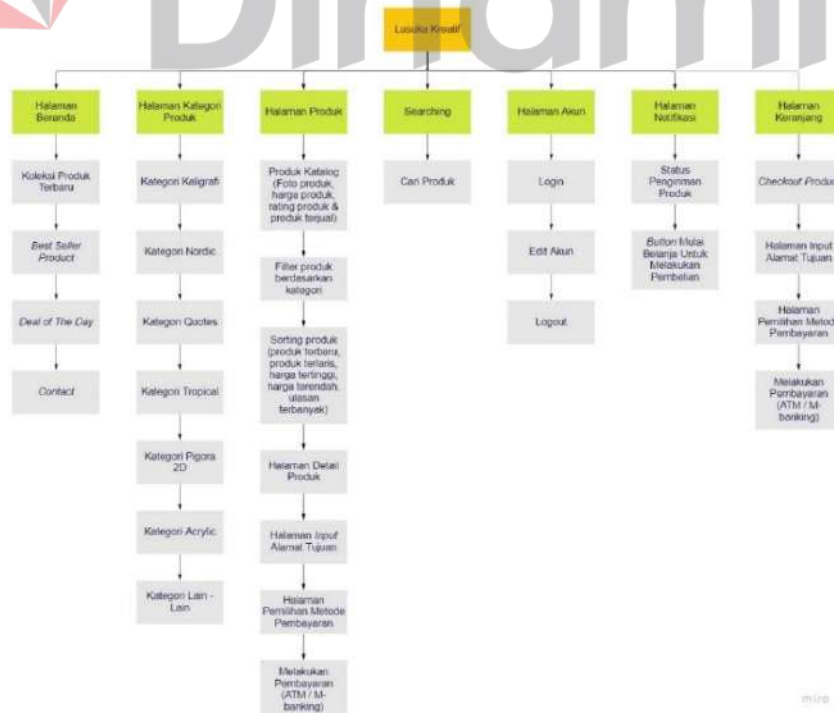 Dinami
Lusuka Kreatif
Halaman
Beranda
Halaman Kategori
Produk
Halaman Produk
Searching
Halaman Akun
Halaman
Notifikasi
Halaman
Keranjang
Koleksi Produk
Terbaru
Best Seller
Product
Deal of The Day
Contact
Kategori Kaligrafi
Kategori Nordic
Kategori Quotes
Kategori Tropical
Kategori Pigora
2D
Kategori Acrylic
Kategori Lain -
Lain
Produk Katalog
(Foto produk,
harga produk,
rating produk &
produk terjual)
Filter produk
berdasarkan
kategori
Sorting produk
(produk terbaru,
produk terlaris,
harga tertinggi,
harga terendah,
ulasan
terbanyak)
Halaman Detail
Produk
Halaman Input
Alamat Tujuan
Halaman
Pemilihan Metode
Pembayaran
Melakukan
Pembayaran
(ATM / M-
banking)
Cari Produk
Login
Edit Akun
Logout
Status
Pengiriman
Produk
Button Mulai
Belanja Untuk
Melakukan
Pembelian
Checkout Produk
Halaman Input
Alamat Tujuan
Halaman
Pemilihan Metod
Pembayaran
Melakukan
Pembayaran
(ATM / M-
banking)
miro